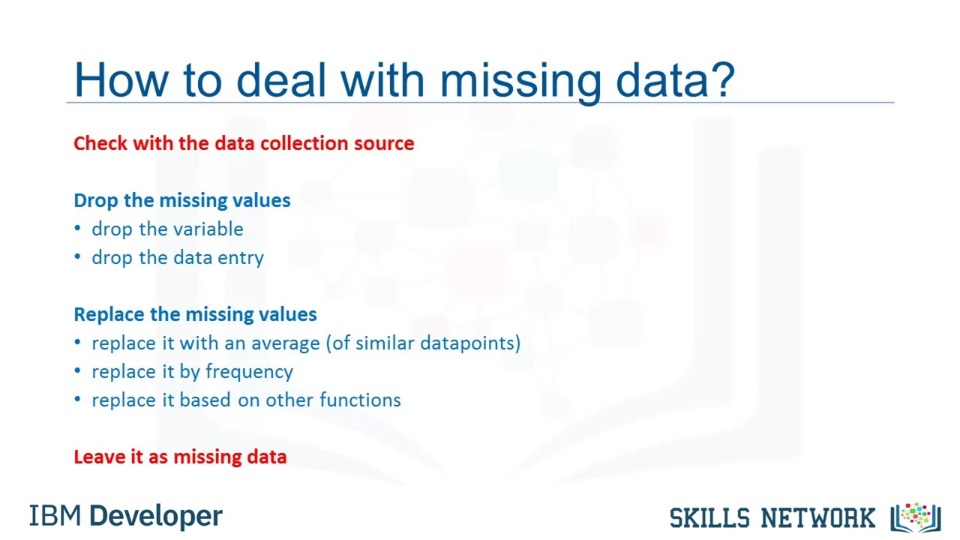 How to deal with missing data?
Check with the data collection source
Drop the missing values
• drop the variable
• drop the data entry
Replace the missing values
• replace it with an average (of similar datapoints)
• replace it by frequency
• replace it based on other functions
Leave it as missing data
IBM Developer
SKILLS NETWORK